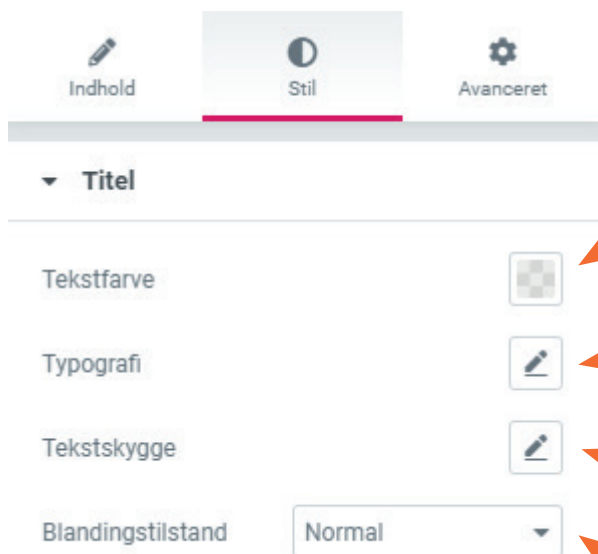 Indhold Stil Avanceret
Titel
Tekstfarve
Typografi
Tekstskygge
Blandingstilstand Normal